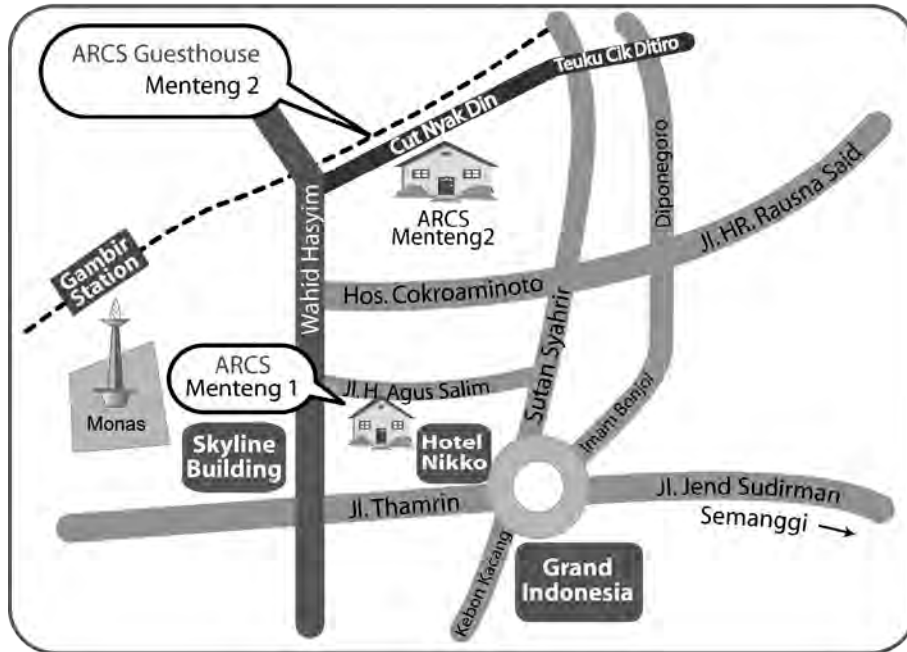 ARCS Guesthouse
Menteng 2
Teuku Cik Ditiro
Cut Nyak Din
ARCS
Menteng2
Diponegoro
Jl. HR. Rausna Said
Gambir
Station
Wahid Hasyim
Hos. Cokroaminoto
Sutan Syahrir
Monas
ARCS
Menteng 1
Jl. H. Agus Salim
Imam Bonjol
Skyline
Building
Hotel
Nikko
Jl. Thamrin
Jl. Jend Sudirman
Semanggi
Kebon Kacang
Grand
Indonesia